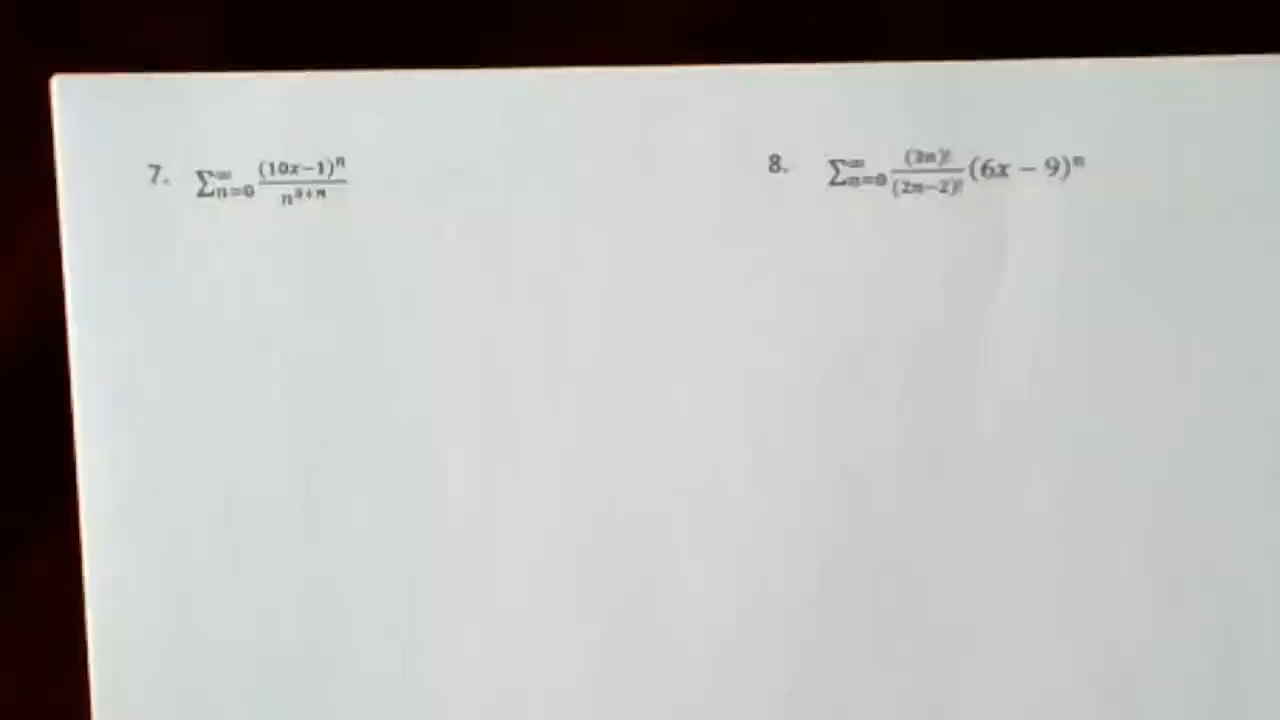 7. ∑_{n=0}^{∞} (10x−1)^n / n^{3+n}
8. ∑_{n=0}^{∞} (3n)! / (2n−2)! (6x − 9)^n